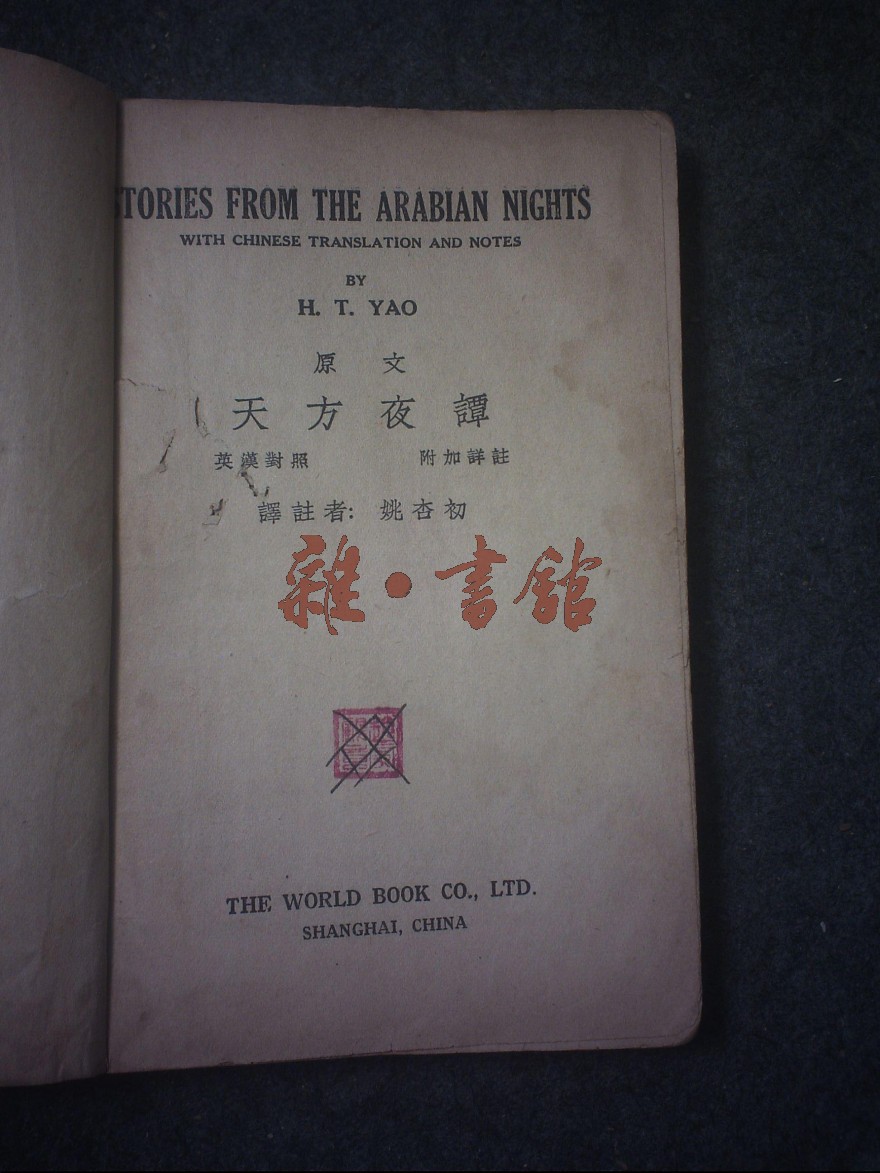 STORIES FROM THE ARABIAN NIGHTS
WITH CHINESE TRANSLATION AND NOTES
BY
H. T. YAO
原文
天方夜譚
英漢對照 附加詳註
譯註者: 姚杏初
雜·書館
THE WORLD BOOK CO., LTD.
SHANGHAI, CHINA